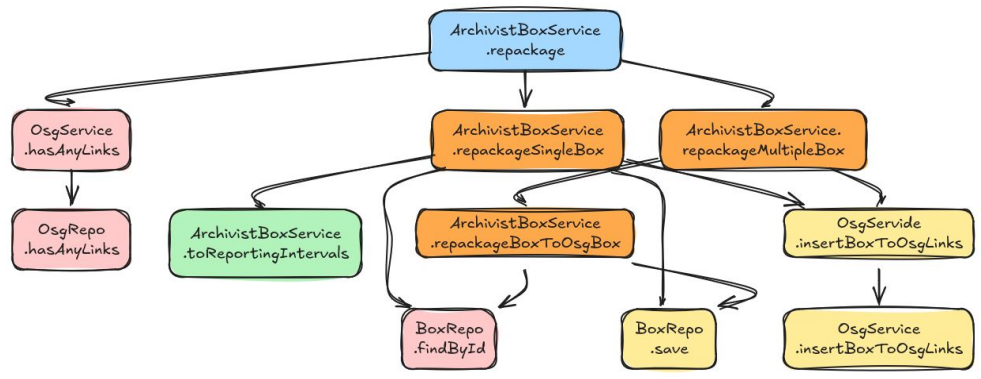 ArchivistBoxService
.repackage
OsgService
.hasAnyLinks
ArchivistBoxService
.repackageSingleBox
ArchivistBoxService.
repackageMultipleBox
OsgRepo
.hasAnyLinks
ArchivistBoxService
.toReportingIntervals
ArchivistBoxService
.repackageBoxToOsgBox
OsgServide
.insertBoxToOsgLinks
BoxRepo
.findById
BoxRepo
.save
OsgService
.insertBoxToOsgLinks